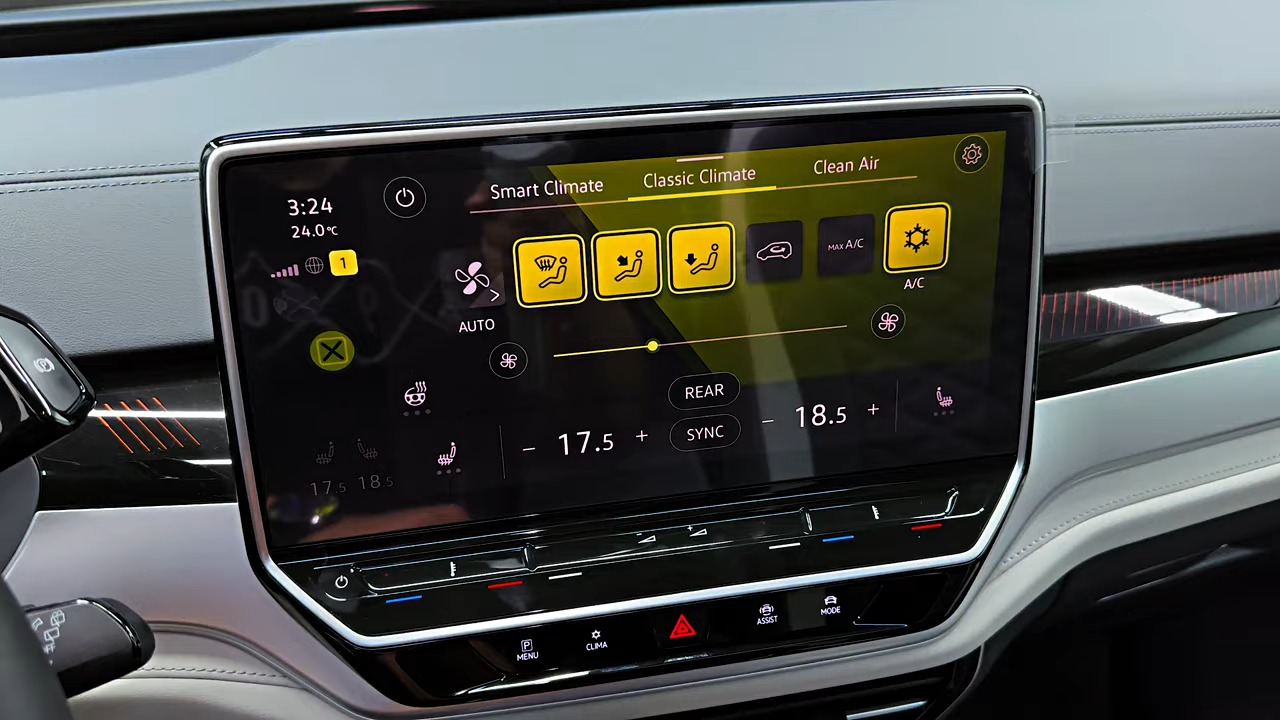 3:24
24.0°C
1
Smart Climate
Classic Climate
Clean Air
MAX A/C
A/C
AUTO
REAR
SYNC
− 17.5 +
− 18.5 +
17.5 18.5
P
MENU
CLIMA
ASSIST
MODE